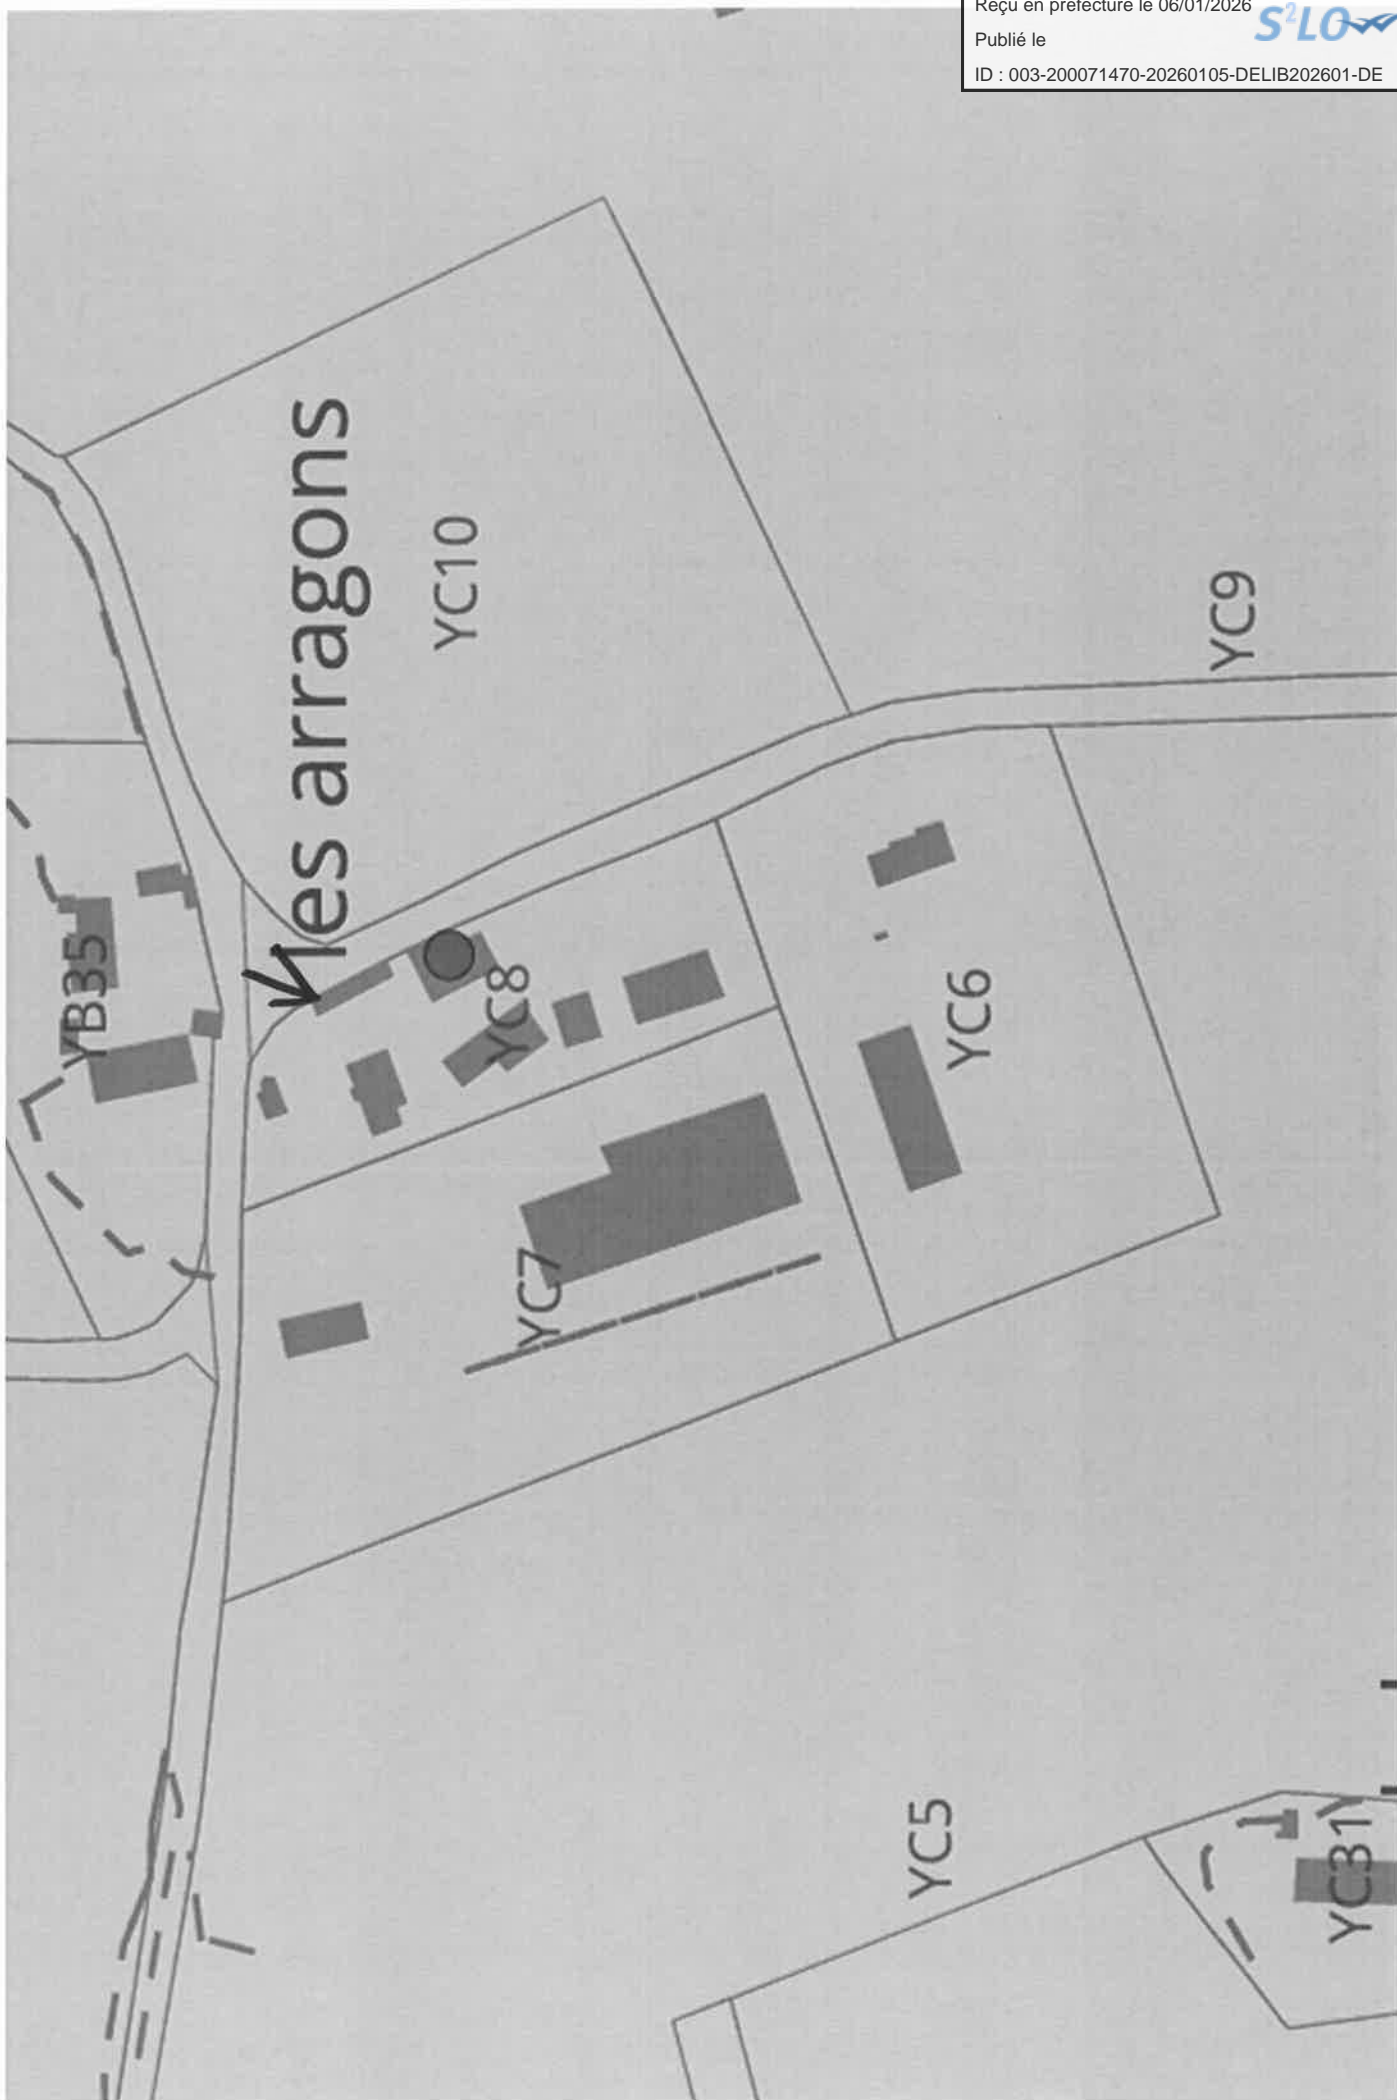 Reçu en préfecture le 06/01/2026
Publié le
S²LO
ID : 003-200071470-20260105-DELIB202601-DE
les arragons
YC10
YC9
YB35
YC8
YC6
YC7
YC5
YC31